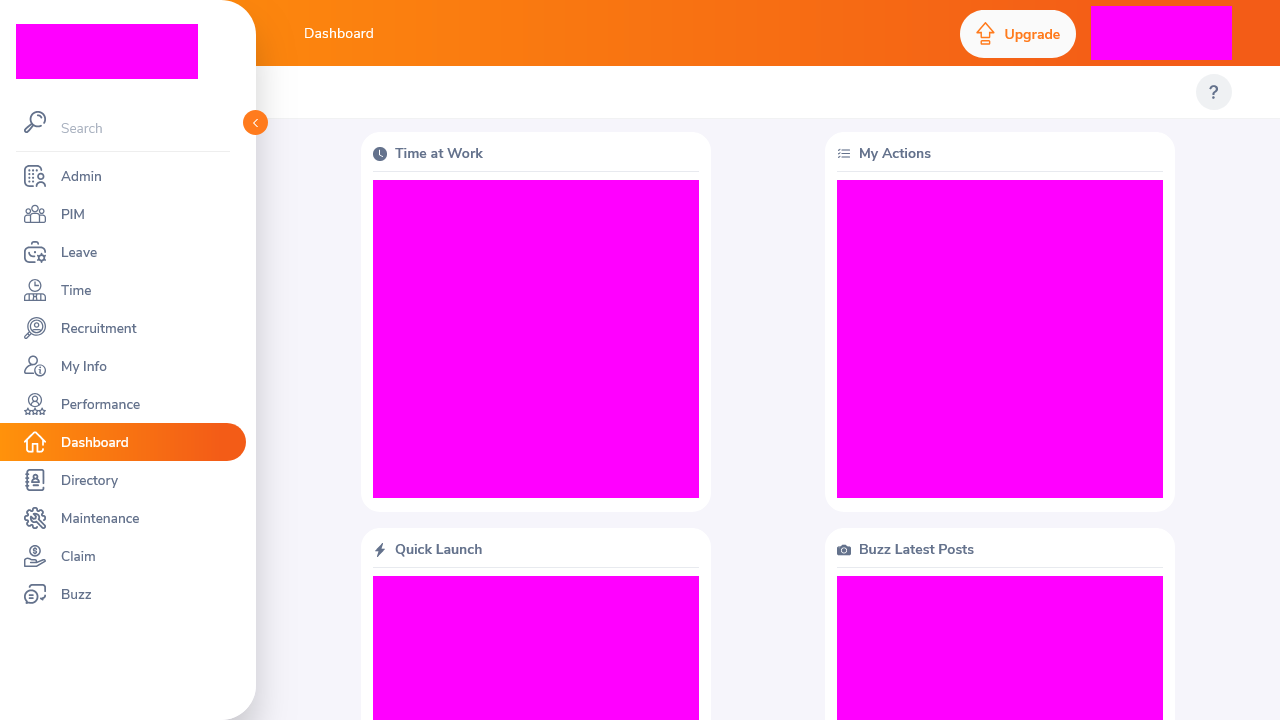 Dashboard
Upgrade
?
Search
Admin
PIM
Leave
Time
Recruitment
My Info
Performance
Dashboard
Directory
Maintenance
Claim
Buzz
Time at Work
My Actions
Quick Launch
Buzz Latest Posts